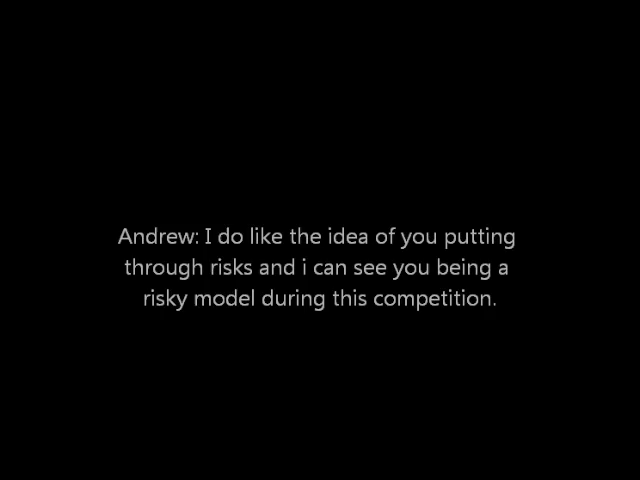 Andrew: I do like the idea of you putting
through risks and i can see you being a
risky model during this competition.